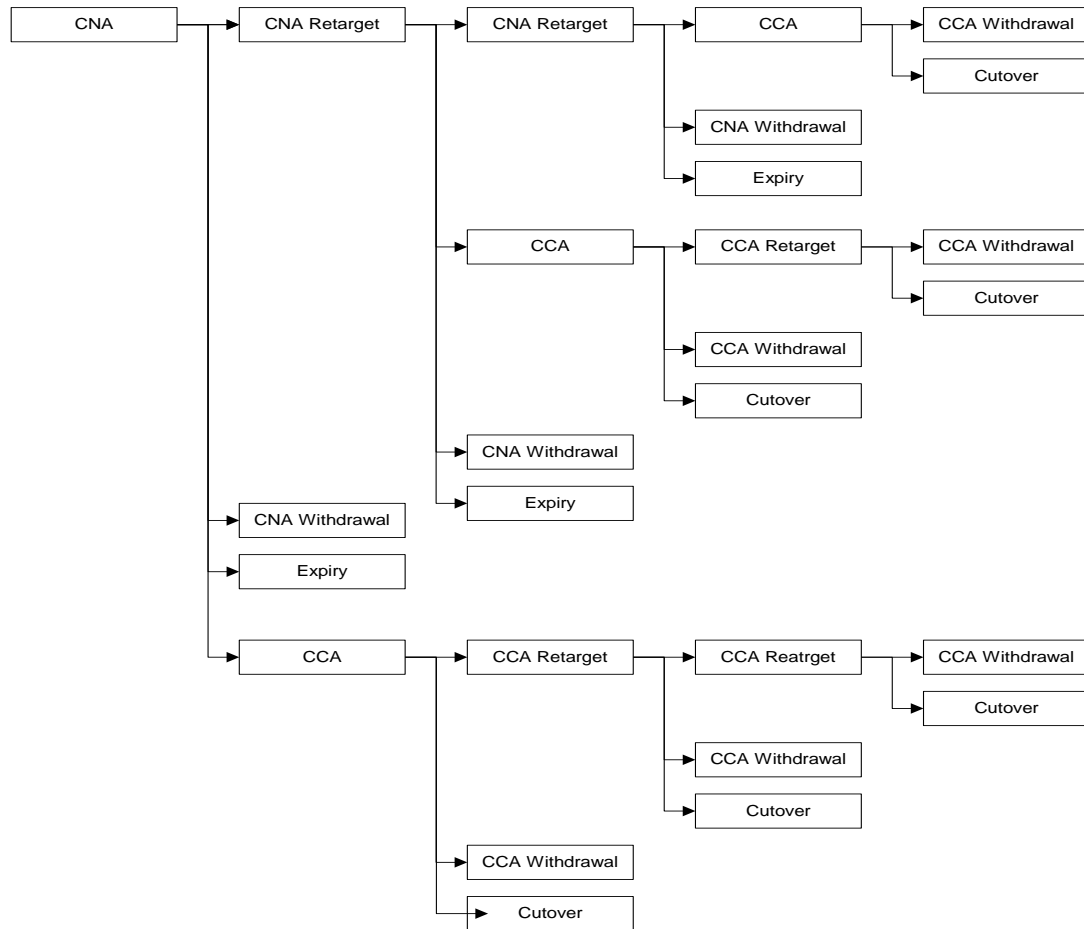 CNA
CNA Retarget
CNA Retarget
CCA
CCA Withdrawal
Cutover
CNA Withdrawal
Expiry
CCA
CCA Retarget
CCA Withdrawal
Cutover
CCA Withdrawal
Cutover
CNA Withdrawal
Expiry
CNA Withdrawal
Expiry
CCA
CCA Retarget
CCA Reatrget
CCA Withdrawal
Cutover
CCA Withdrawal
Cutover
CCA Withdrawal
Cutover